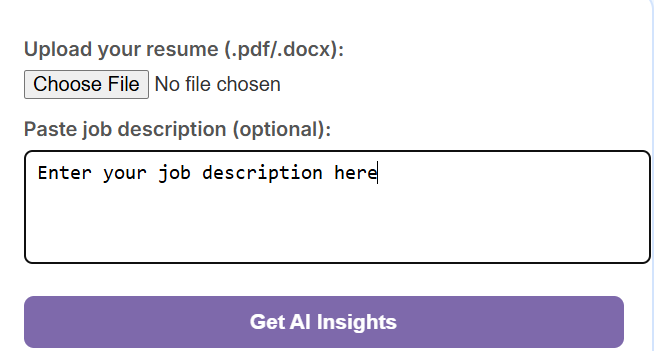 Upload your resume (.pdf/.docx):
Choose File No file chosen
Paste job description (optional):
Enter your job description here
Get AI Insights